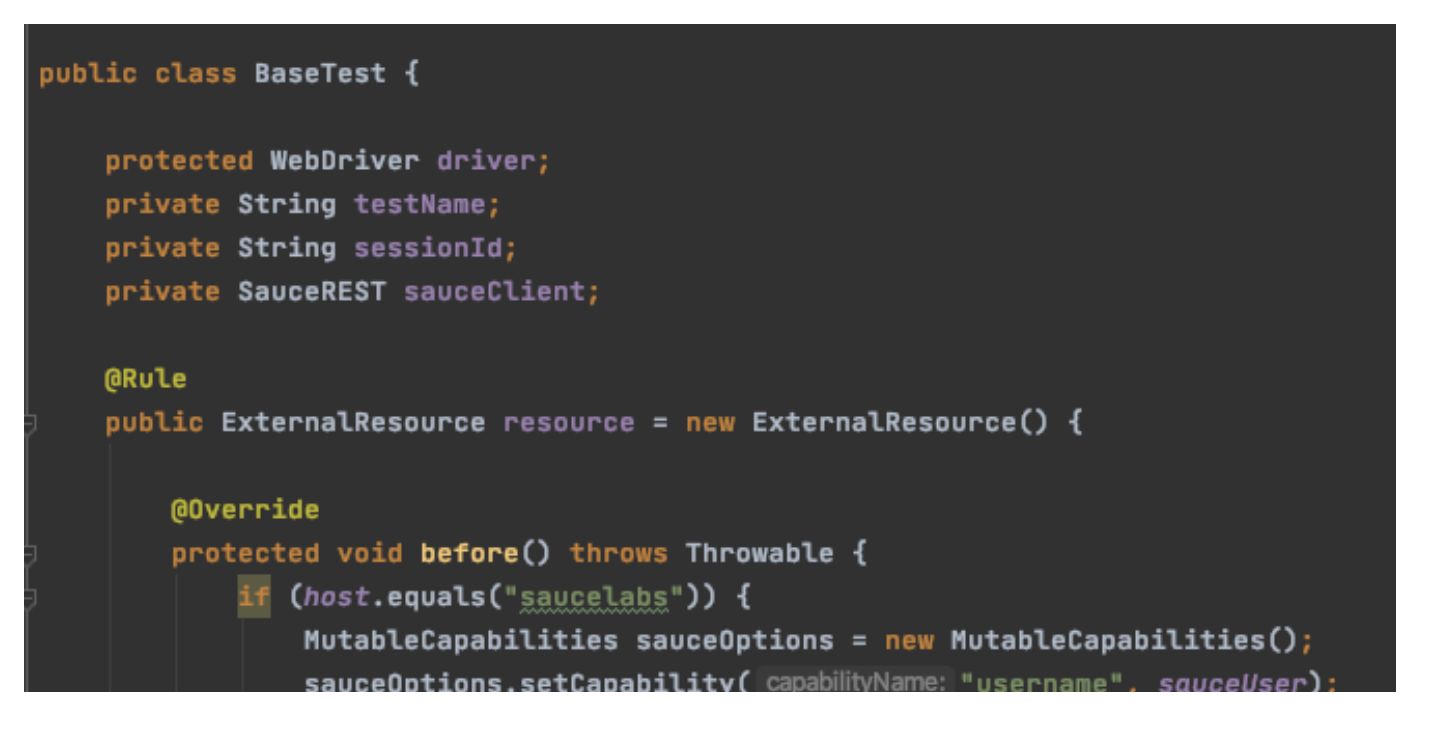 public class BaseTest {
protected WebDriver driver;
private String testName;
private String sessionId;
private SauceREST sauceClient;
@Rule
public ExternalResource resource = new ExternalResource() {
@Override
protected void before() throws Throwable {
if (host.equals("saucelabs")) {
MutableCapabilities sauceOptions = new MutableCapabilities();
sauceOptions.setCapability( capabilityName: "username", sauceUser);